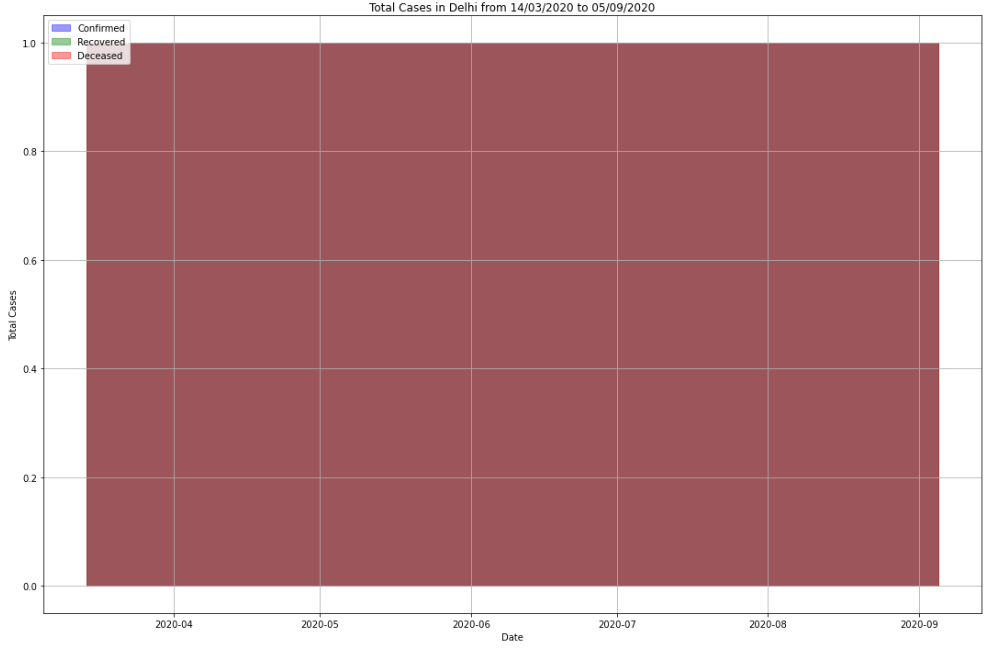 Total Cases in Delhi from 14/03/2020 to 05/09/2020
Confirmed
Recovered
Deceased
1.0
0.8
0.6
0.4
0.2
0.0
Total Cases
2020-04 2020-05 2020-06 2020-07 2020-08 2020-09
Date